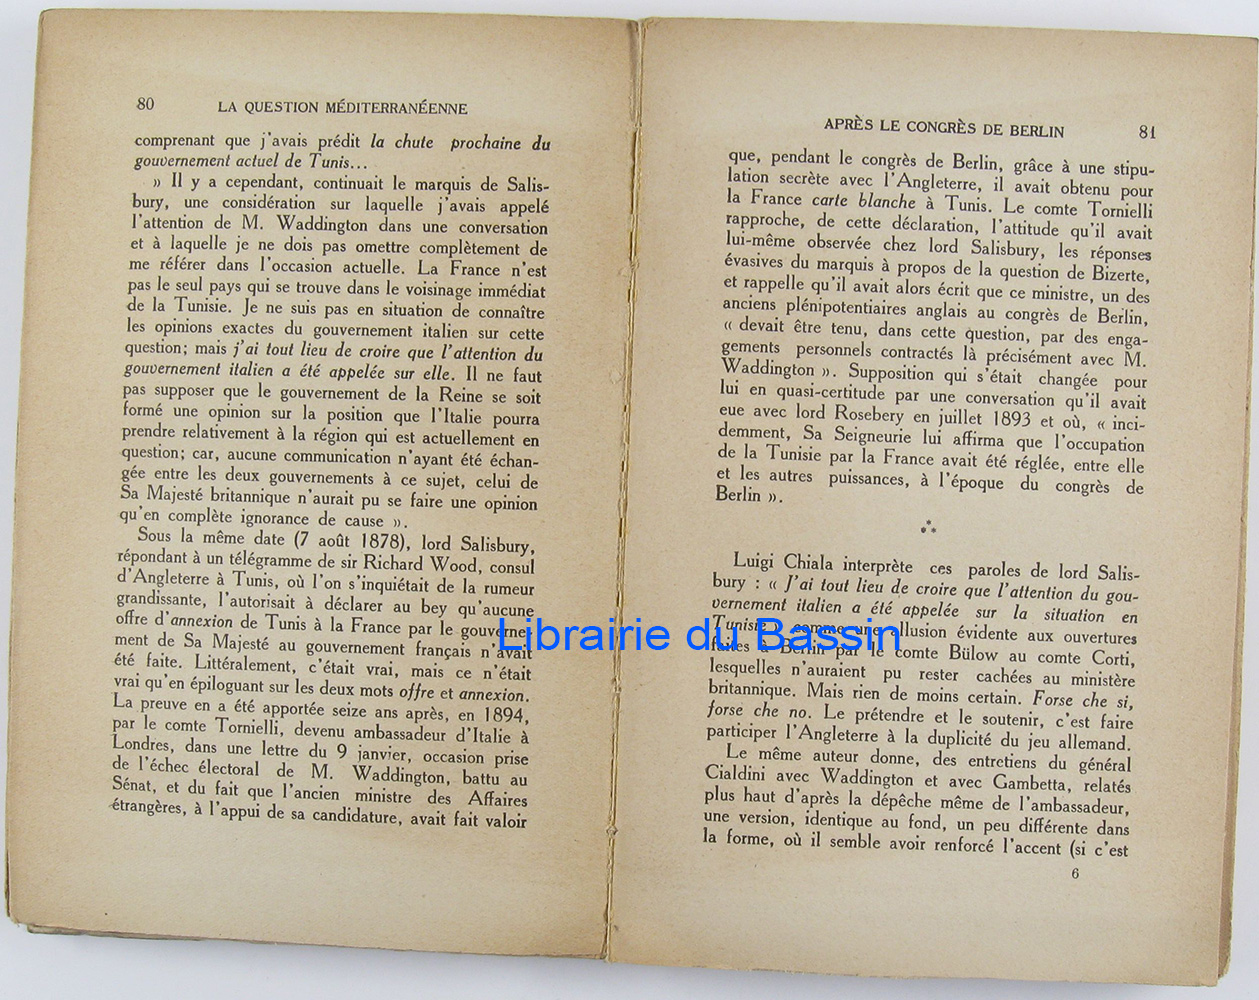 80 LA QUESTION MÉDITERRANÉENNE
comprenant que j'avais prédit la chute prochaine du
gouvernement actuel de Tunis...
» Il y a cependant, continuait le marquis de Salis-
bury, une considération sur laquelle j'avais appelé
l'attention de M. Waddington dans une conversation
et à laquelle je ne dois pas omettre complètement de
me référer dans l'occasion actuelle. La France n'est
pas le seul pays qui se trouve dans le voisinage immédiat
de la Tunisie. Je ne suis pas en situation de connaître
les opinions exactes du gouvernement italien sur cette
question; mais j'ai tout lieu de croire que l'attention du
gouvernement italien a été appelée sur elle. Il ne faut
pas supposer que le gouvernement de la Reine se soit
formé une opinion sur la position que l'Italie pourra
prendre relativement à la région qui est actuellement en
question; car, aucune communication n'ayant été échan-
gée entre les deux gouvernements à ce sujet, celui de
Sa Majesté britannique n'aurait pu se faire une opinion
qu'en complète ignorance de cause ».
Sous la même date (7 août 1878), lord Salisbury,
répondant à un télégramme de sir Richard Wood, consul
d'Angleterre à Tunis, où l'on s'inquiétait de la rumeur
grandissante, l'autorisait à déclarer au bey qu'aucune
offre d'annexion de Tunis à la France par le gouverne-
ment de Sa Majesté au gouvernement français n'avait
été faite. Littéralement, c'était vrai, mais ce n'était
vrai qu'en épiloguant sur les deux mots offre et annexion.
La preuve en a été apportée seize ans après, en 1894,
par le comte Tornielli, devenu ambassadeur d'Italie à
Londres, dans une lettre du 9 janvier, occasion prise
de l'échec électoral de M. Waddington, battu au
Sénat, et du fait que l'ancien ministre des Affaires
étrangères, à l'appui de sa candidature, avait fait valoir
APRÈS LE CONGRÈS DE BERLIN 81
que, pendant le congrès de Berlin, grâce à une stipu-
lation secrète avec l'Angleterre, il avait obtenu pour
la France carte blanche à Tunis. Le comte Tornielli
rapproche, de cette déclaration, l'attitude qu'il avait
lui-même observée chez lord Salisbury, les réponses
évasives du marquis à propos de la question de Bizerte,
et rappelle qu'il avait alors écrit que ce ministre, un des
anciens plénipotentiaires anglais au congrès de Berlin,
« devait être tenu, dans cette question, par des enga-
gements personnels contractés là précisément avec M.
Waddington ». Supposition qui s'était changée pour
lui en quasi-certitude par une conversation qu'il avait
eue avec lord Rosebery en juillet 1893 et où, « inci-
demment, Sa Seigneurie lui affirma que l'occupation
de la Tunisie par la France avait été réglée, entre elle
et les autres puissances, à l'époque du congrès de
Berlin ».
⁂
Luigi Chiala interprète ces paroles de lord Salis-
bury : « J'ai tout lieu de croire que l'attention du gou-
vernement italien a été appelée sur la situation en
Tunisie » comme une allusion évidente aux ouvertures
faites à Berlin par le comte Bülow au comte Corti,
lesquelles n'auraient pu rester cachées au ministère
britannique. Mais rien de moins certain. Forse che si,
forse che no. Le prétendre et le soutenir, c'est faire
participer l'Angleterre à la duplicité du jeu allemand.
Le même auteur donne, des entretiens du général
Cialdini avec Waddington et avec Gambetta, relatés
plus haut d'après la dépêche même de l'ambassadeur,
une version, identique au fond, un peu différente dans
la forme, où il semble avoir renforcé l'accent (si c'est
6
Librairie du Bassin